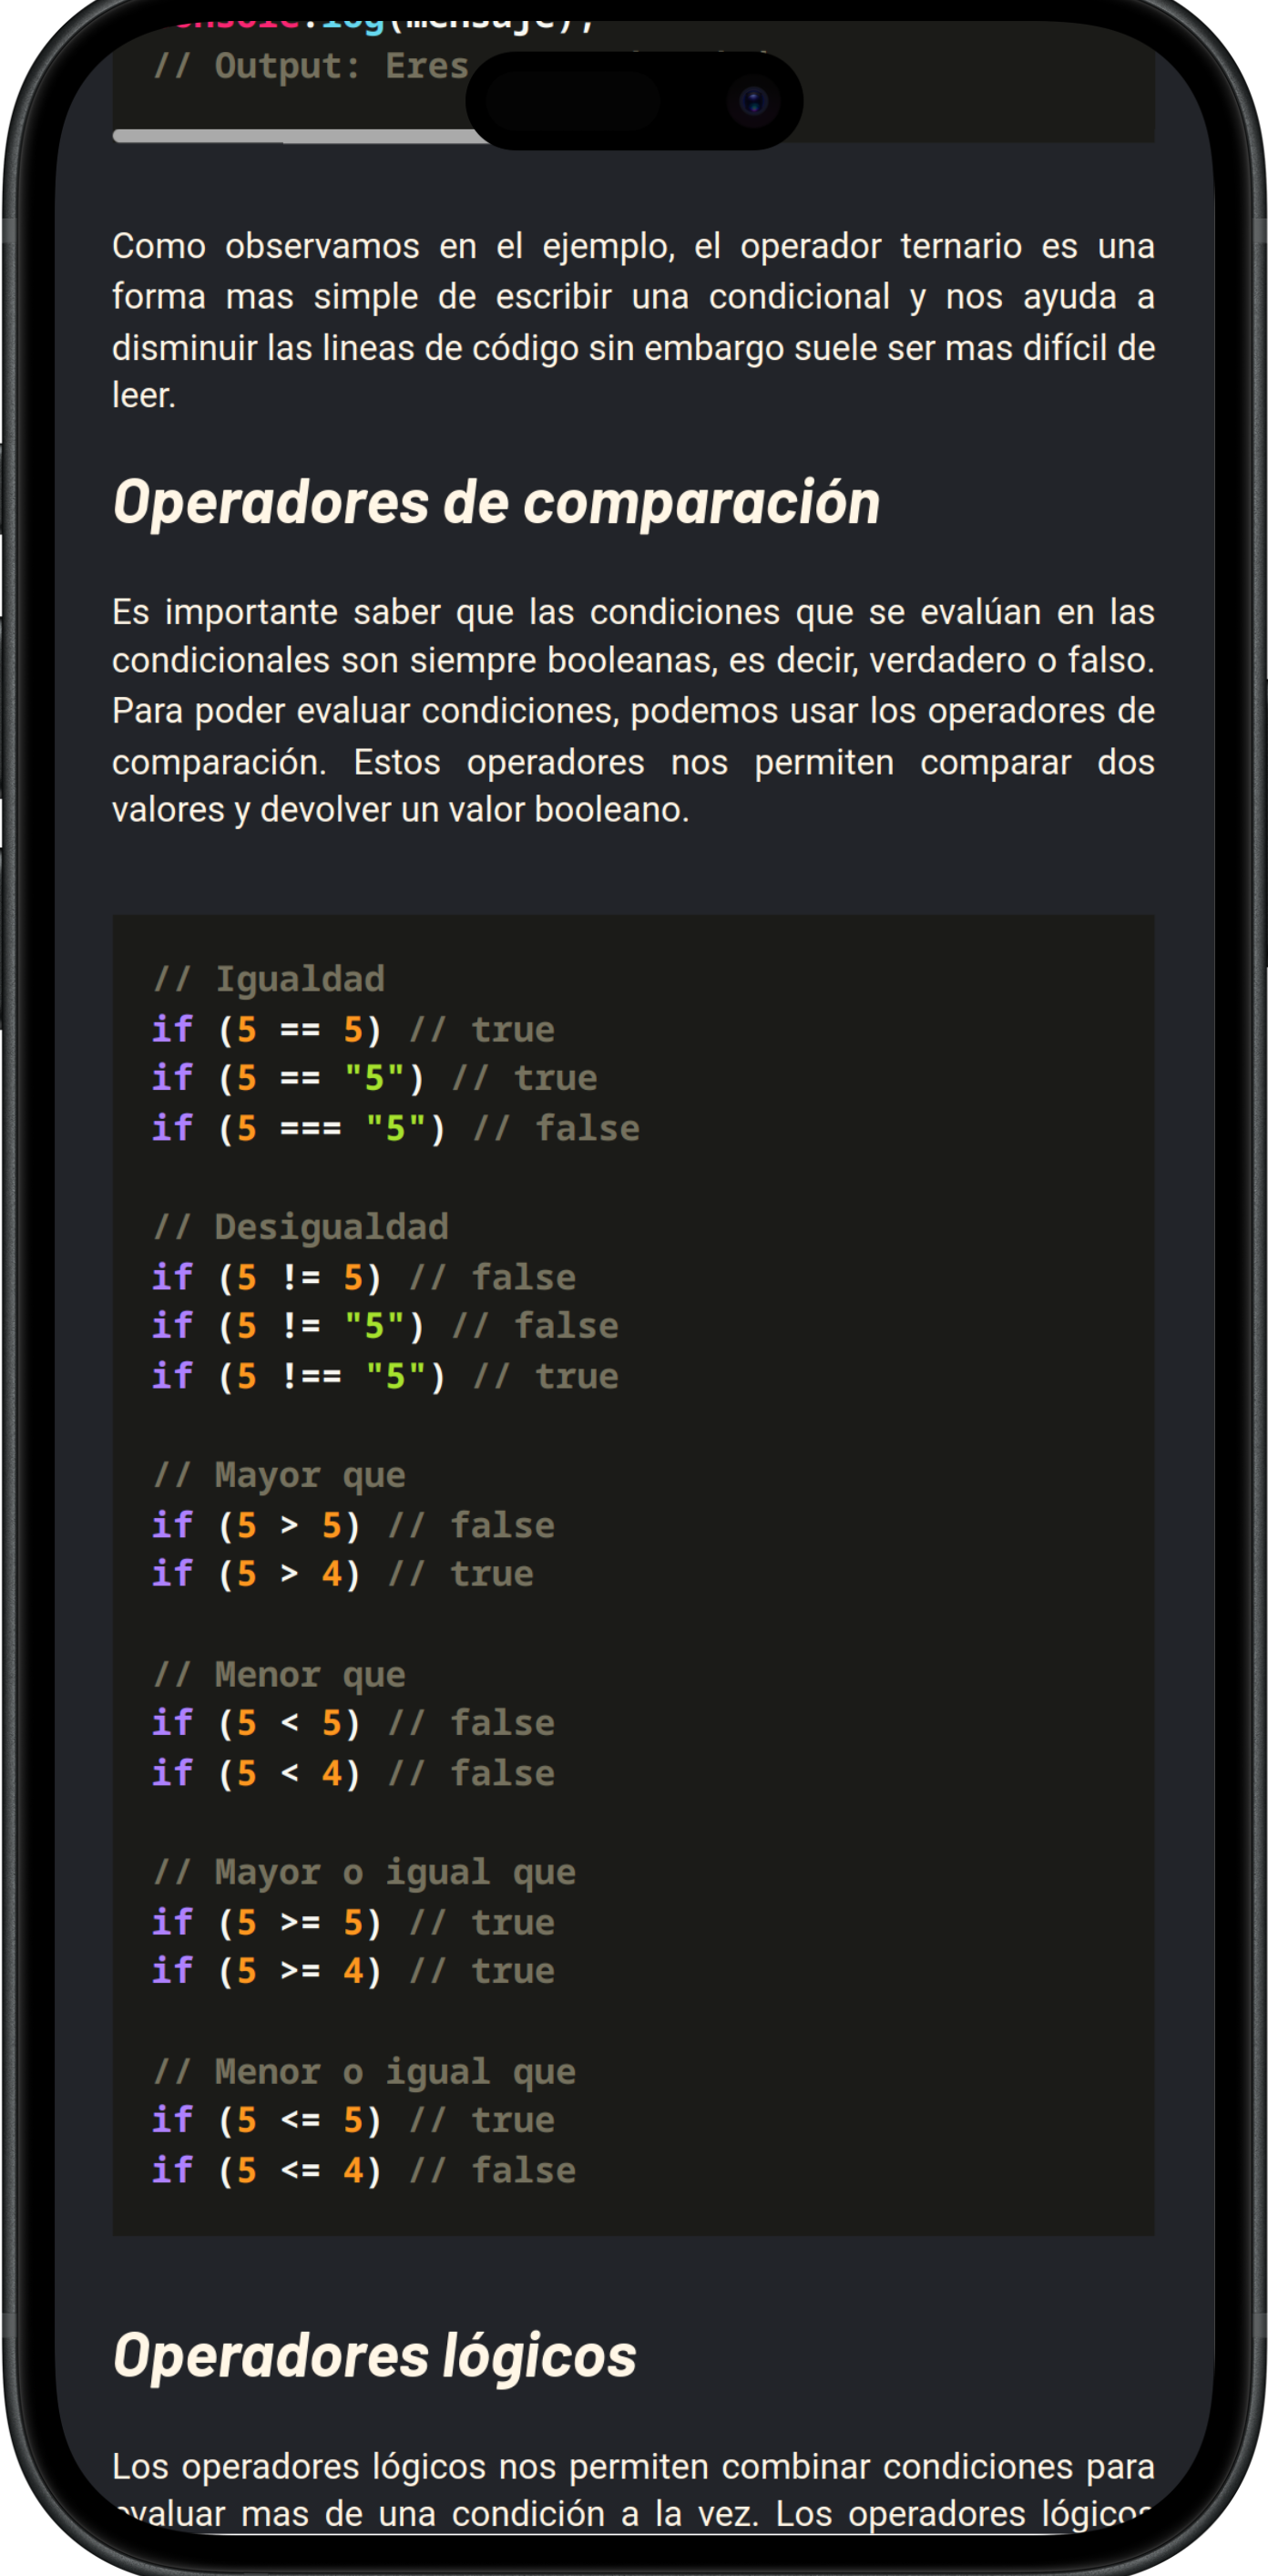 console.log(mensaje);
// Output: Eres
Como observamos en el ejemplo, el operador ternario es una
forma mas simple de escribir una condicional y nos ayuda a
disminuir las lineas de código sin embargo suele ser mas difícil de
leer.
Operadores de comparación
Es importante saber que las condiciones que se evalúan en las
condicionales son siempre booleanas, es decir, verdadero o falso.
Para poder evaluar condiciones, podemos usar los operadores de
comparación. Estos operadores nos permiten comparar dos
valores y devolver un valor booleano.
// Igualdad
if (5 == 5) // true
if (5 == "5") // true
if (5 === "5") // false
// Desigualdad
if (5 != 5) // false
if (5 != "5") // false
if (5 !== "5") // true
// Mayor que
if (5 > 5) // false
if (5 > 4) // true
// Menor que
if (5 < 5) // false
if (5 < 4) // false
// Mayor o igual que
if (5 >= 5) // true
if (5 >= 4) // true
// Menor o igual que
if (5 <= 5) // true
if (5 <= 4) // false
Operadores lógicos
Los operadores lógicos nos permiten combinar condiciones para
evaluar mas de una condición a la vez. Los operadores lógicos